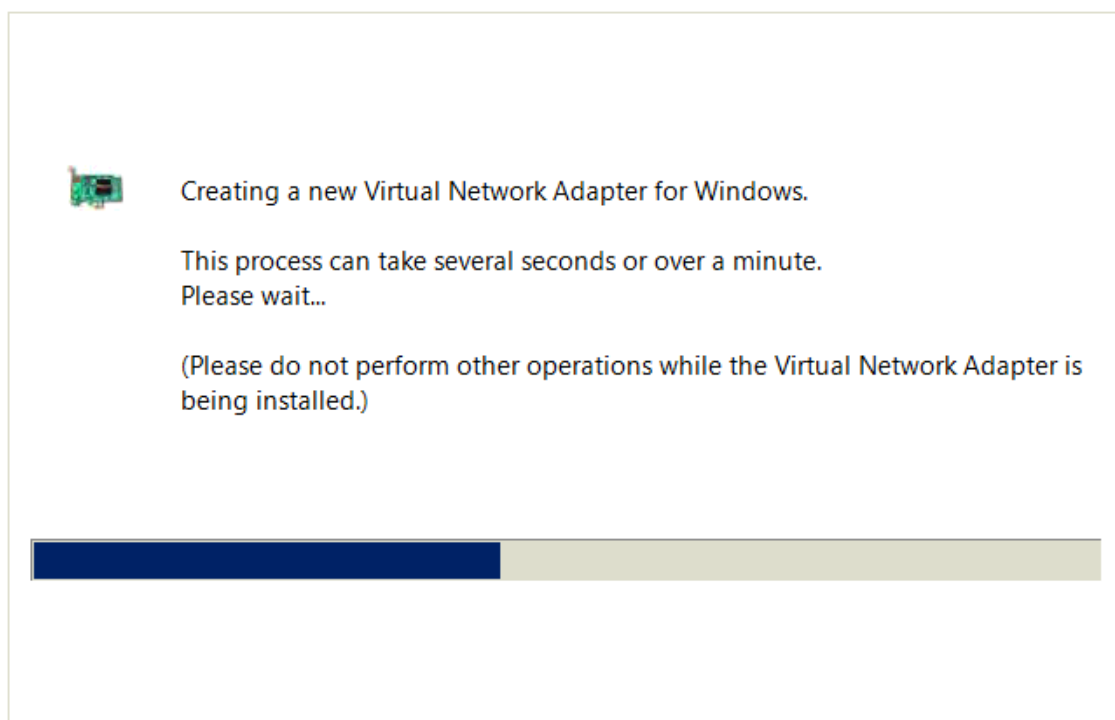 Creating a new Virtual Network Adapter for Windows.
This process can take several seconds or over a minute.
Please wait...
(Please do not perform other operations while the Virtual Network Adapter is
being installed.)